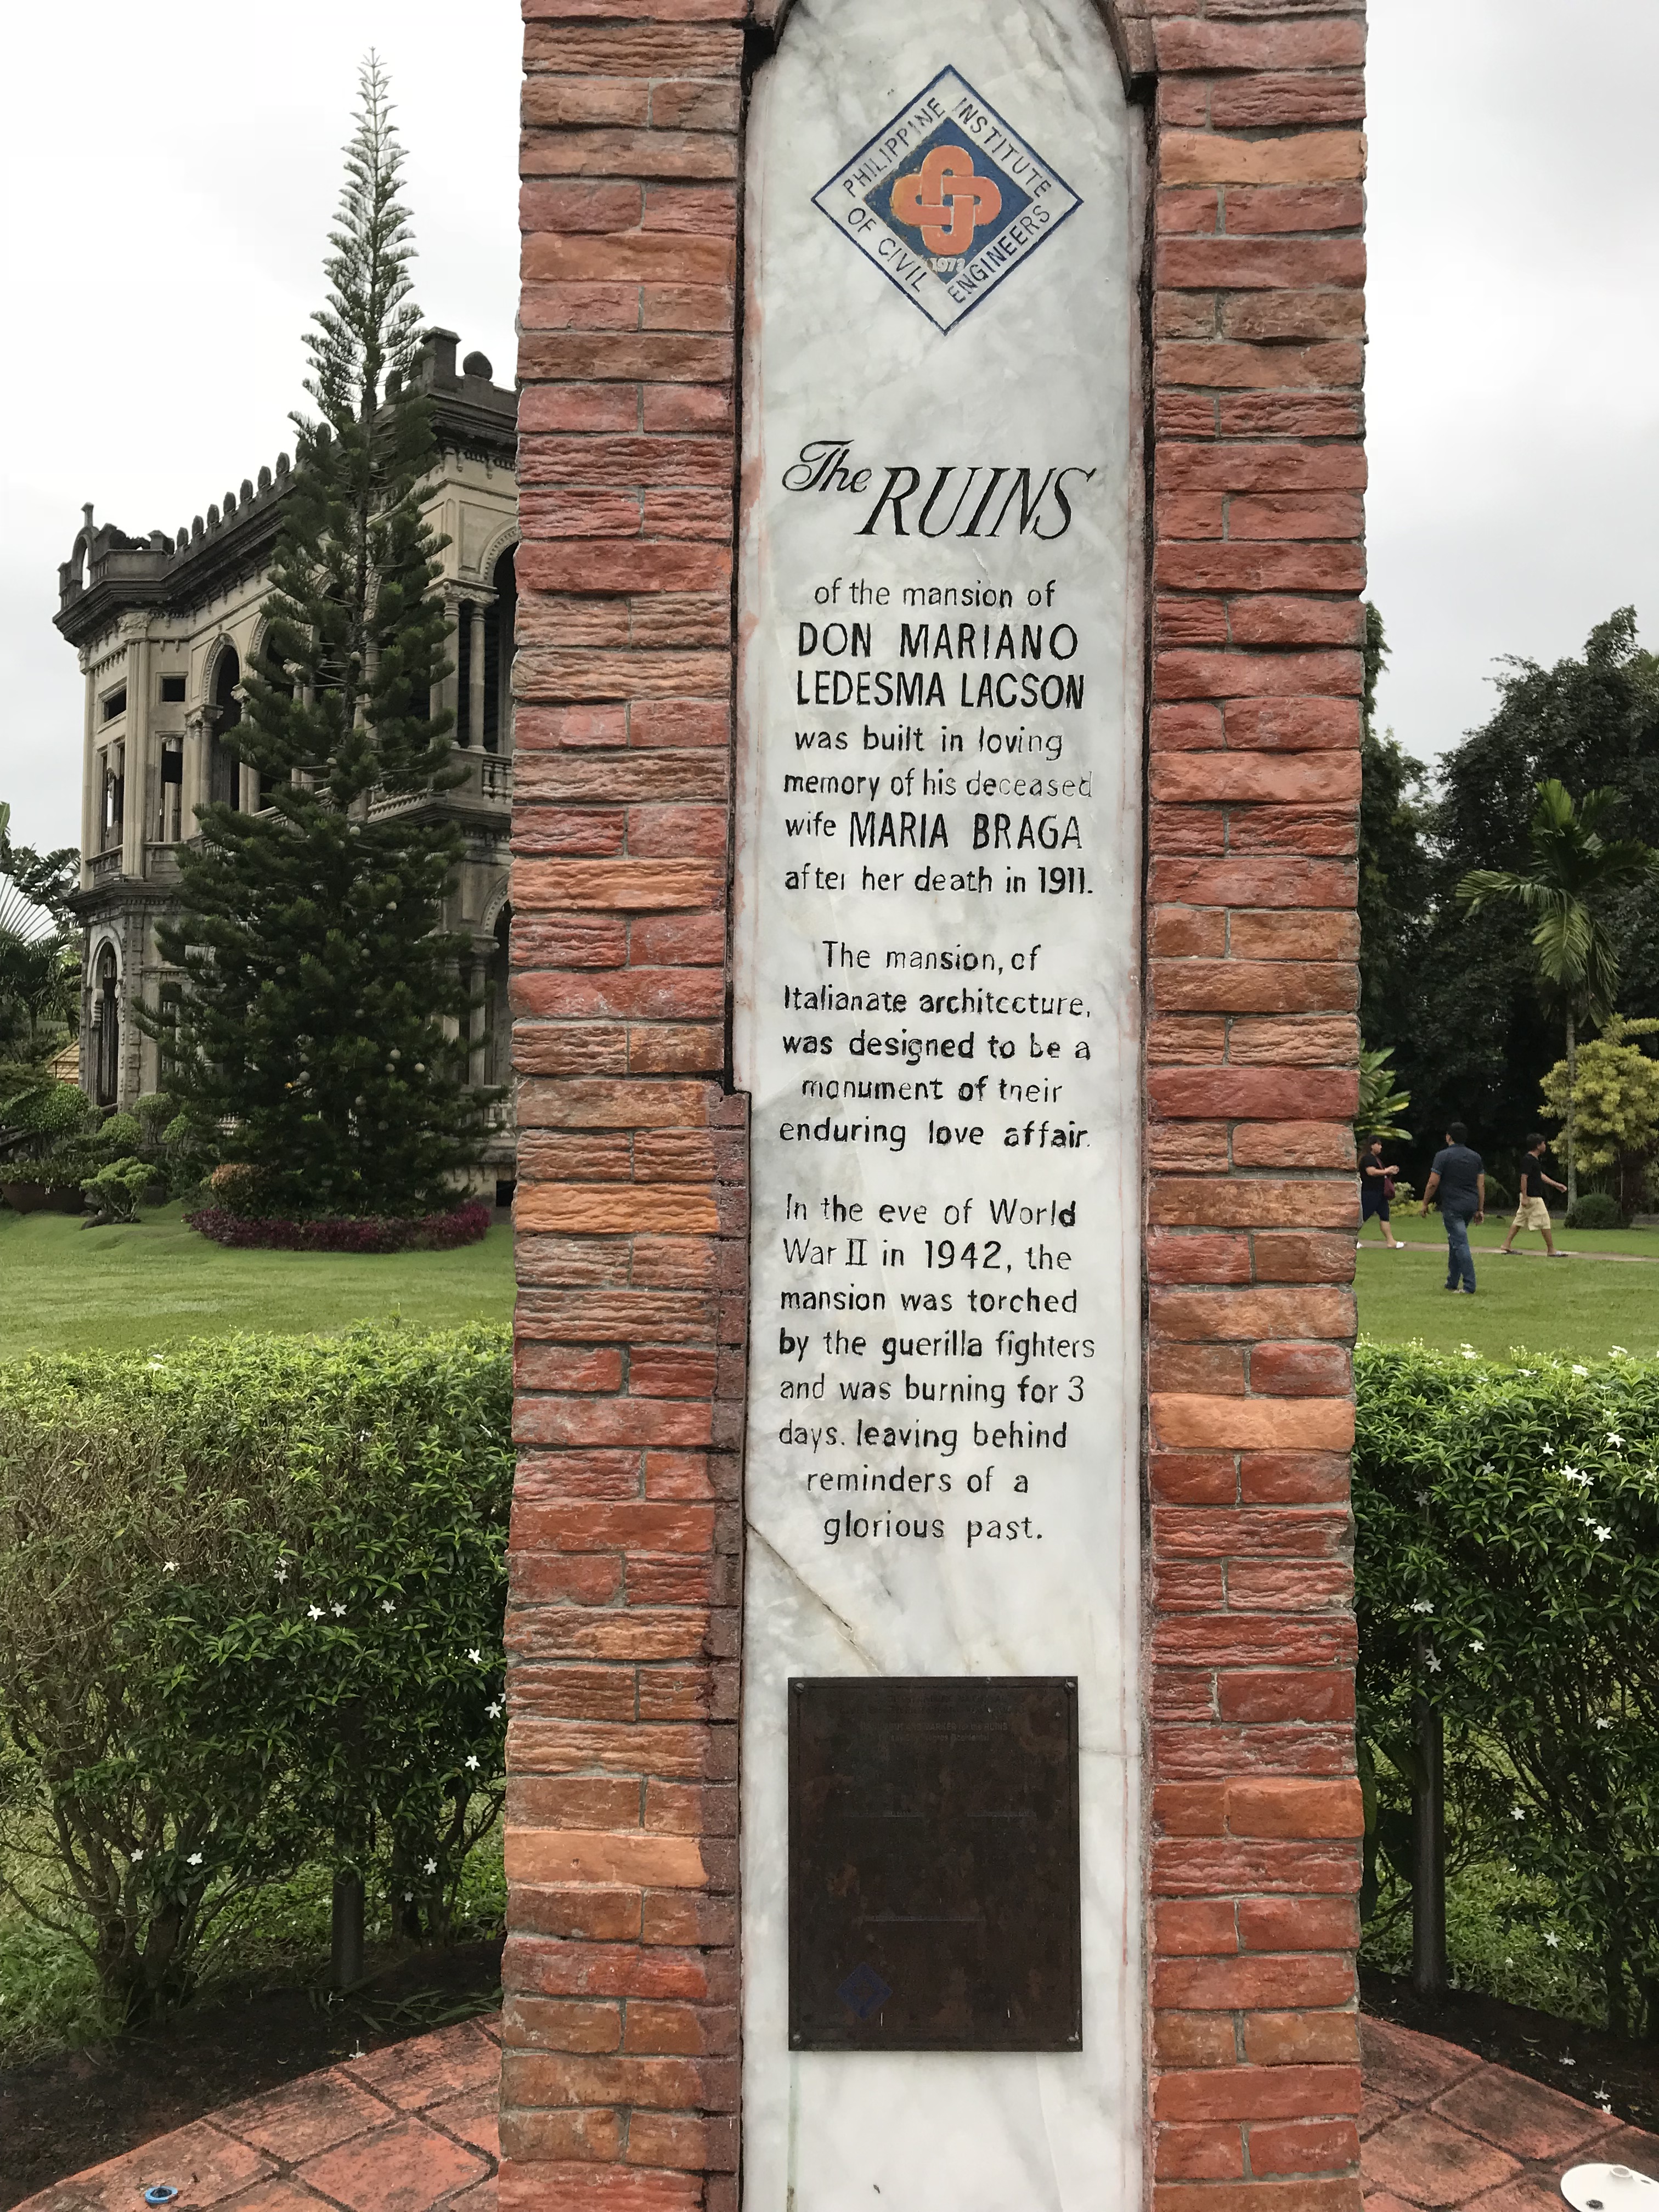 PHILIPPINE INSTITUTE
OF CIVIL ENGINEERS
The RUINS
of the mansion of
DON MARIANO
LEDESMA LACSON
was built in loving
memory of his deceased
wife MARIA BRAGA
after her death in 1911.
The mansion, of
Italianate architecture,
was designed to be a
monument of their
enduring love affair.
In the eve of World
War II in 1942, the
mansion was torched
by the guerilla fighters
and was burning for 3
days. leaving behind
reminders of a
glorious past.